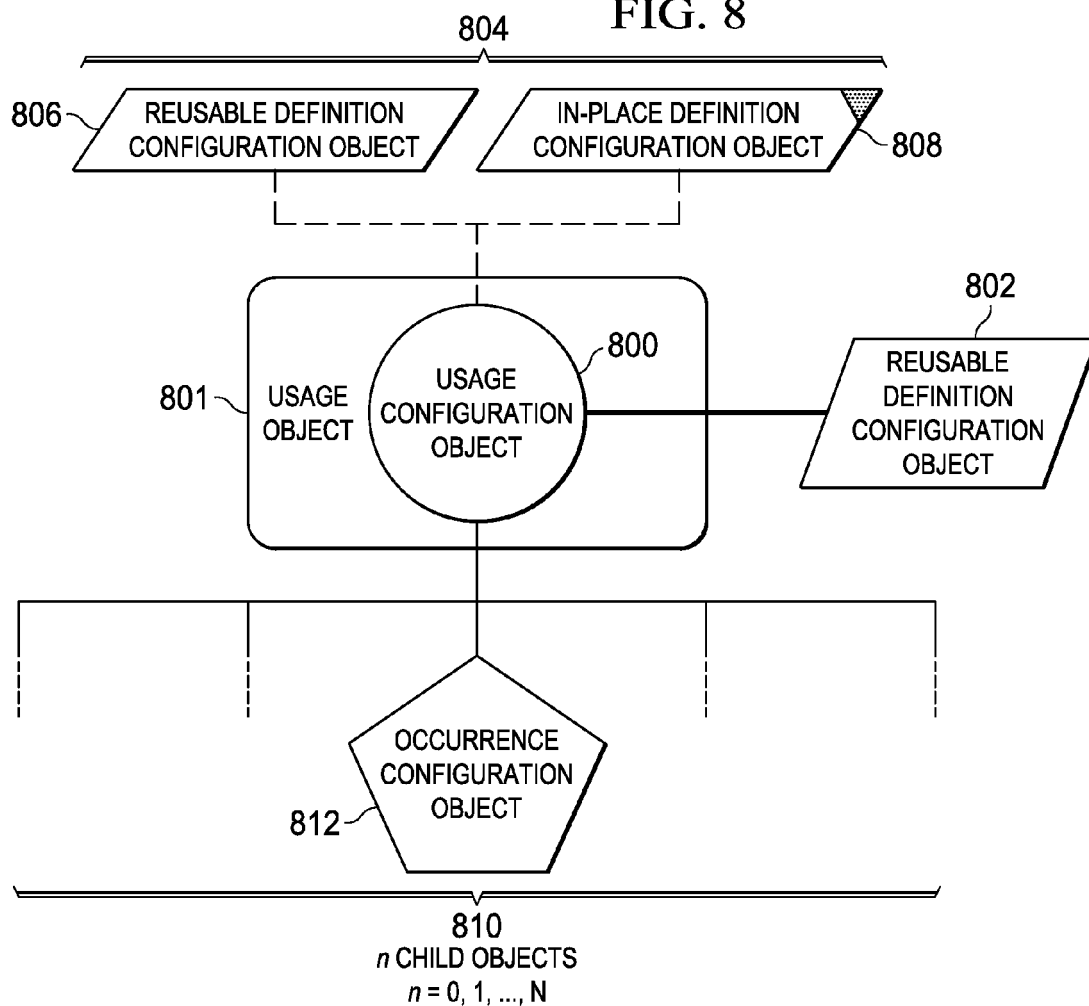 FIG. 8
804
806
REUSABLE DEFINITION
CONFIGURATION OBJECT
IN-PLACE DEFINITION
CONFIGURATION OBJECT
808
802
800
801
USAGE
OBJECT
USAGE
CONFIGURATION
OBJECT
REUSABLE
DEFINITION
CONFIGURATION
OBJECT
OCCURRENCE
CONFIGURATION
OBJECT
812
810
n CHILD OBJECTS
n = 0, 1, ..., N